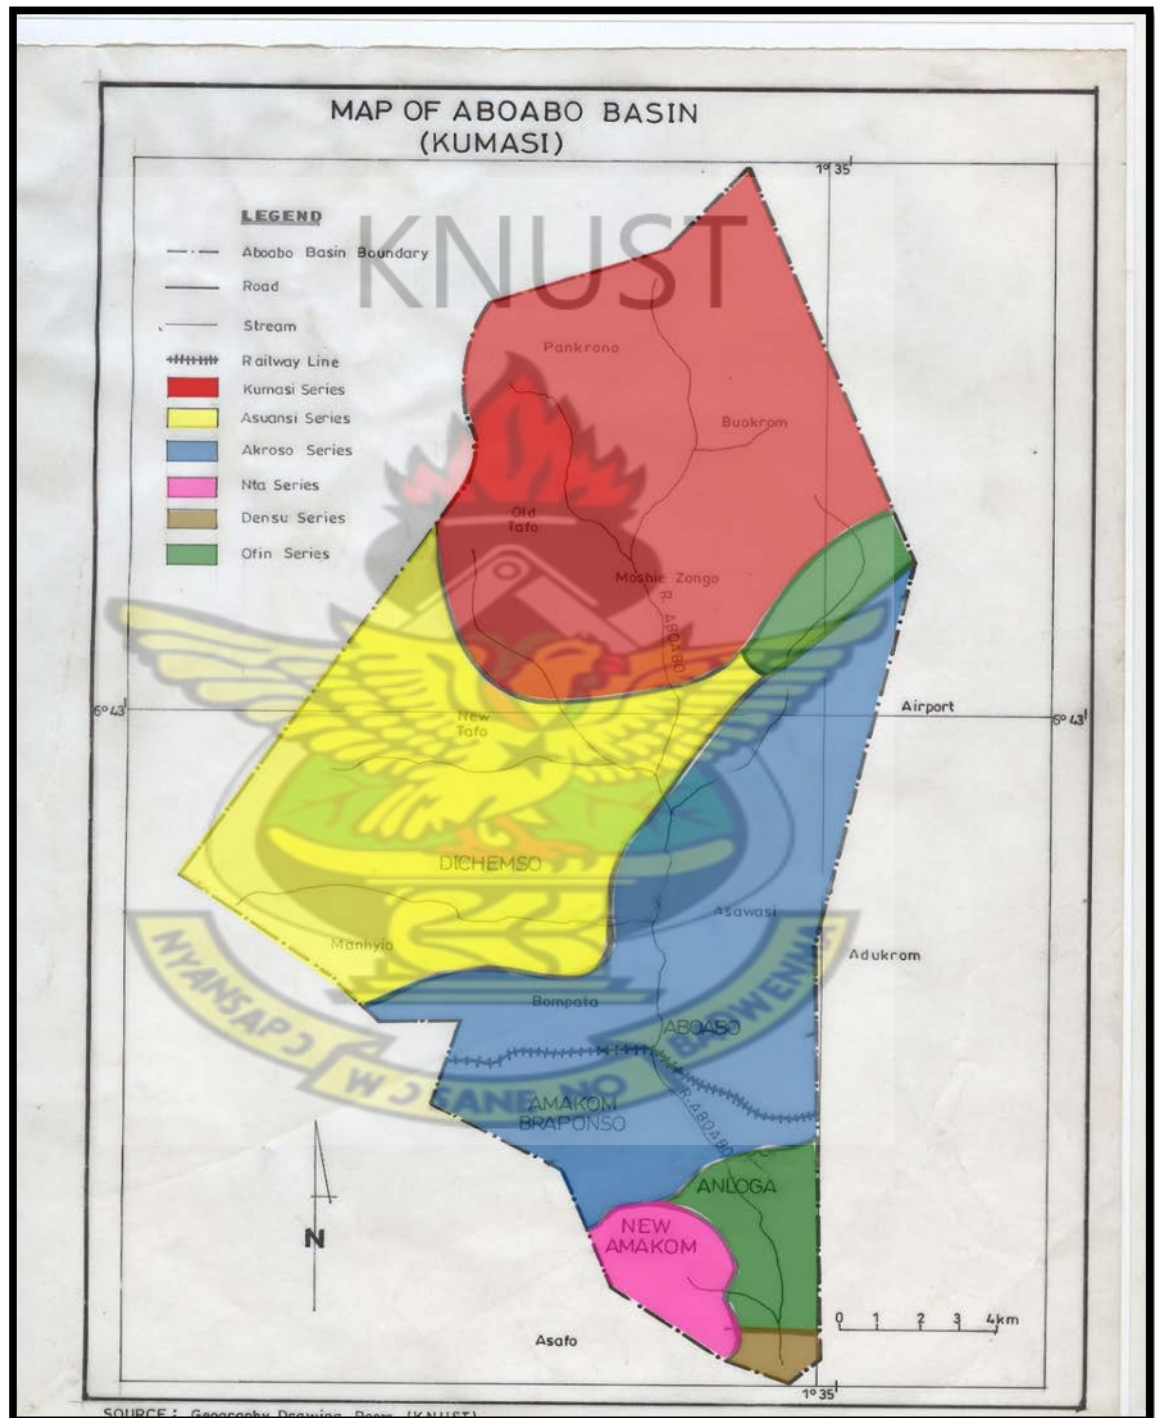 MAP OF ABOABO BASIN
(KUMASI)
1° 35'
LEGEND
Aboabo Basin Boundary
Road
Stream
Railway Line
Kumasi Series
Asuansi Series
Akroso Series
Nta Series
Densu Series
Ofin Series
KNUST
Pankrono
Buokrom
Old
Tafo
Moshie Zongo
R. ABOABO
6° 43'
New
Tafo
Airport
6° 43'
DICHEMSO
Asawasi
Manhyia
Adukrom
Bompata
ABOABO
NYANSAPƆ WƆSANE NO BADWENMA
AMAKOM
BRAPONSO
R. ABOABO
ANLOGA
NEW
AMAKOM
N
Asafo
0 1 2 3 4km
1° 35'
SOURCE : Geography Drawing Room (KNUST)